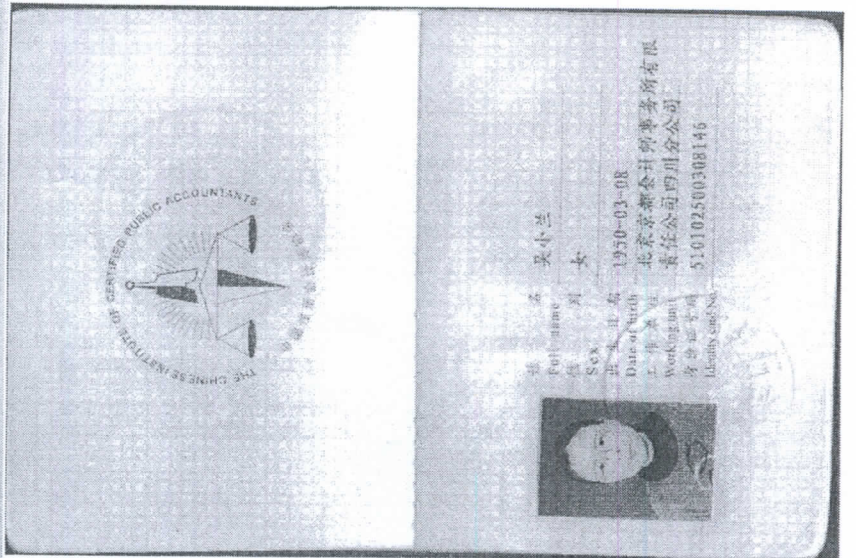 THE CHINESE INSTITUTE OF CERTIFIED PUBLIC ACCOUNTANTS
姓 名 吴小兰
Full name
性 别 女
Sex
出 生 日 期 1950-03-08
Date of birth
工 作 单 位 北京京都会计师事务所有限
Working unit 责任公司四川分公司
身份证号码 510102500308146
Identity card No.